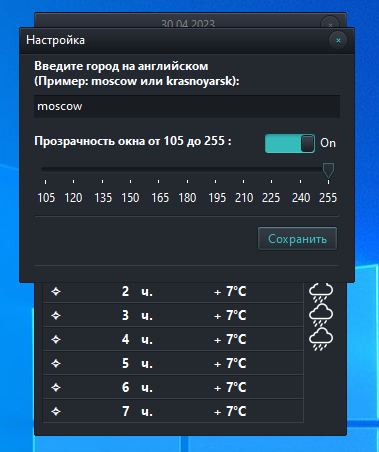 30.04.2023
Настройка
Введите город на английском
(Пример: moscow или krasnoyarsk):
moscow
Прозрачность окна от 105 до 255 : On
105 120 135 150 165 180 195 210 225 240 255
Сохранить
2 ч. + 7°C
3 ч. + 7°C
4 ч. + 7°C
5 ч. + 7°C
6 ч. + 7°C
7 ч. + 7°C